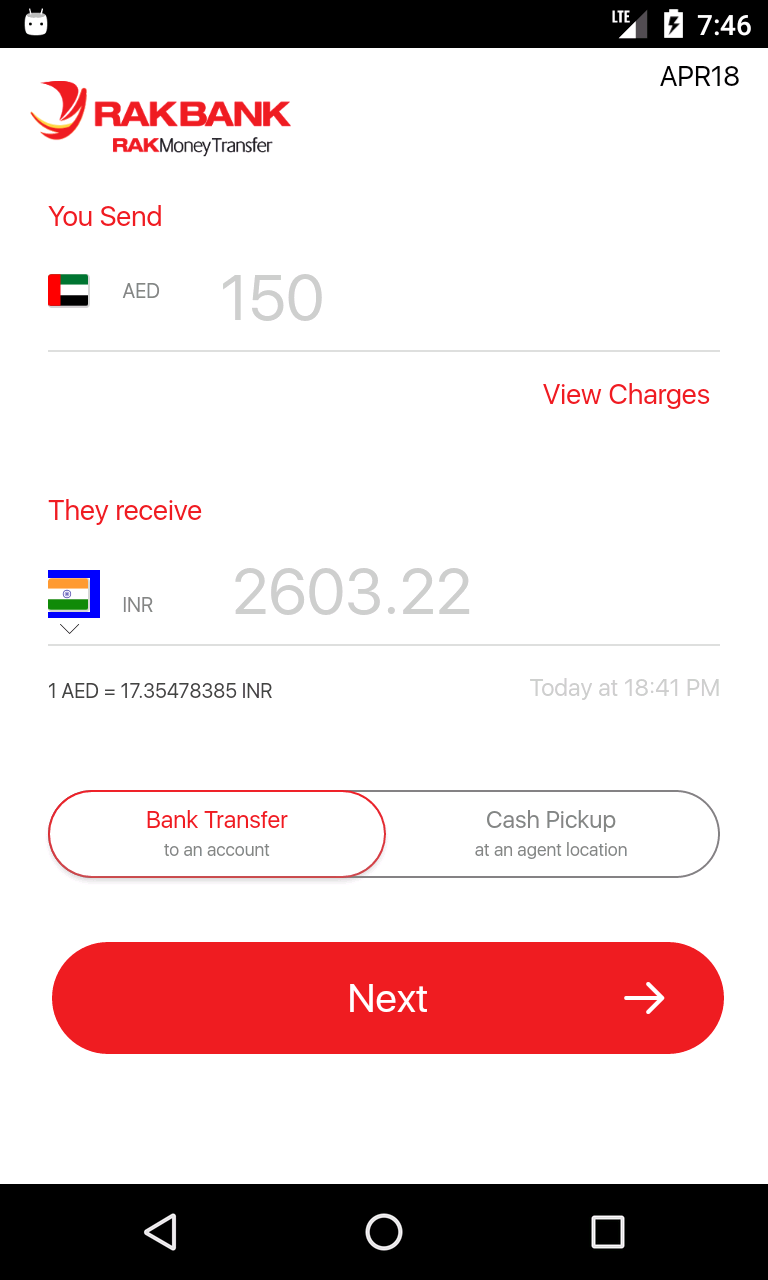 LTE 7:46
APR18
RAKBANK
RAKMoneyTransfer
You Send
AED 150
View Charges
They receive
INR 2603.22
1 AED = 17.35478385 INR Today at 18:41 PM
Bank Transfer Cash Pickup
to an account at an agent location
Next